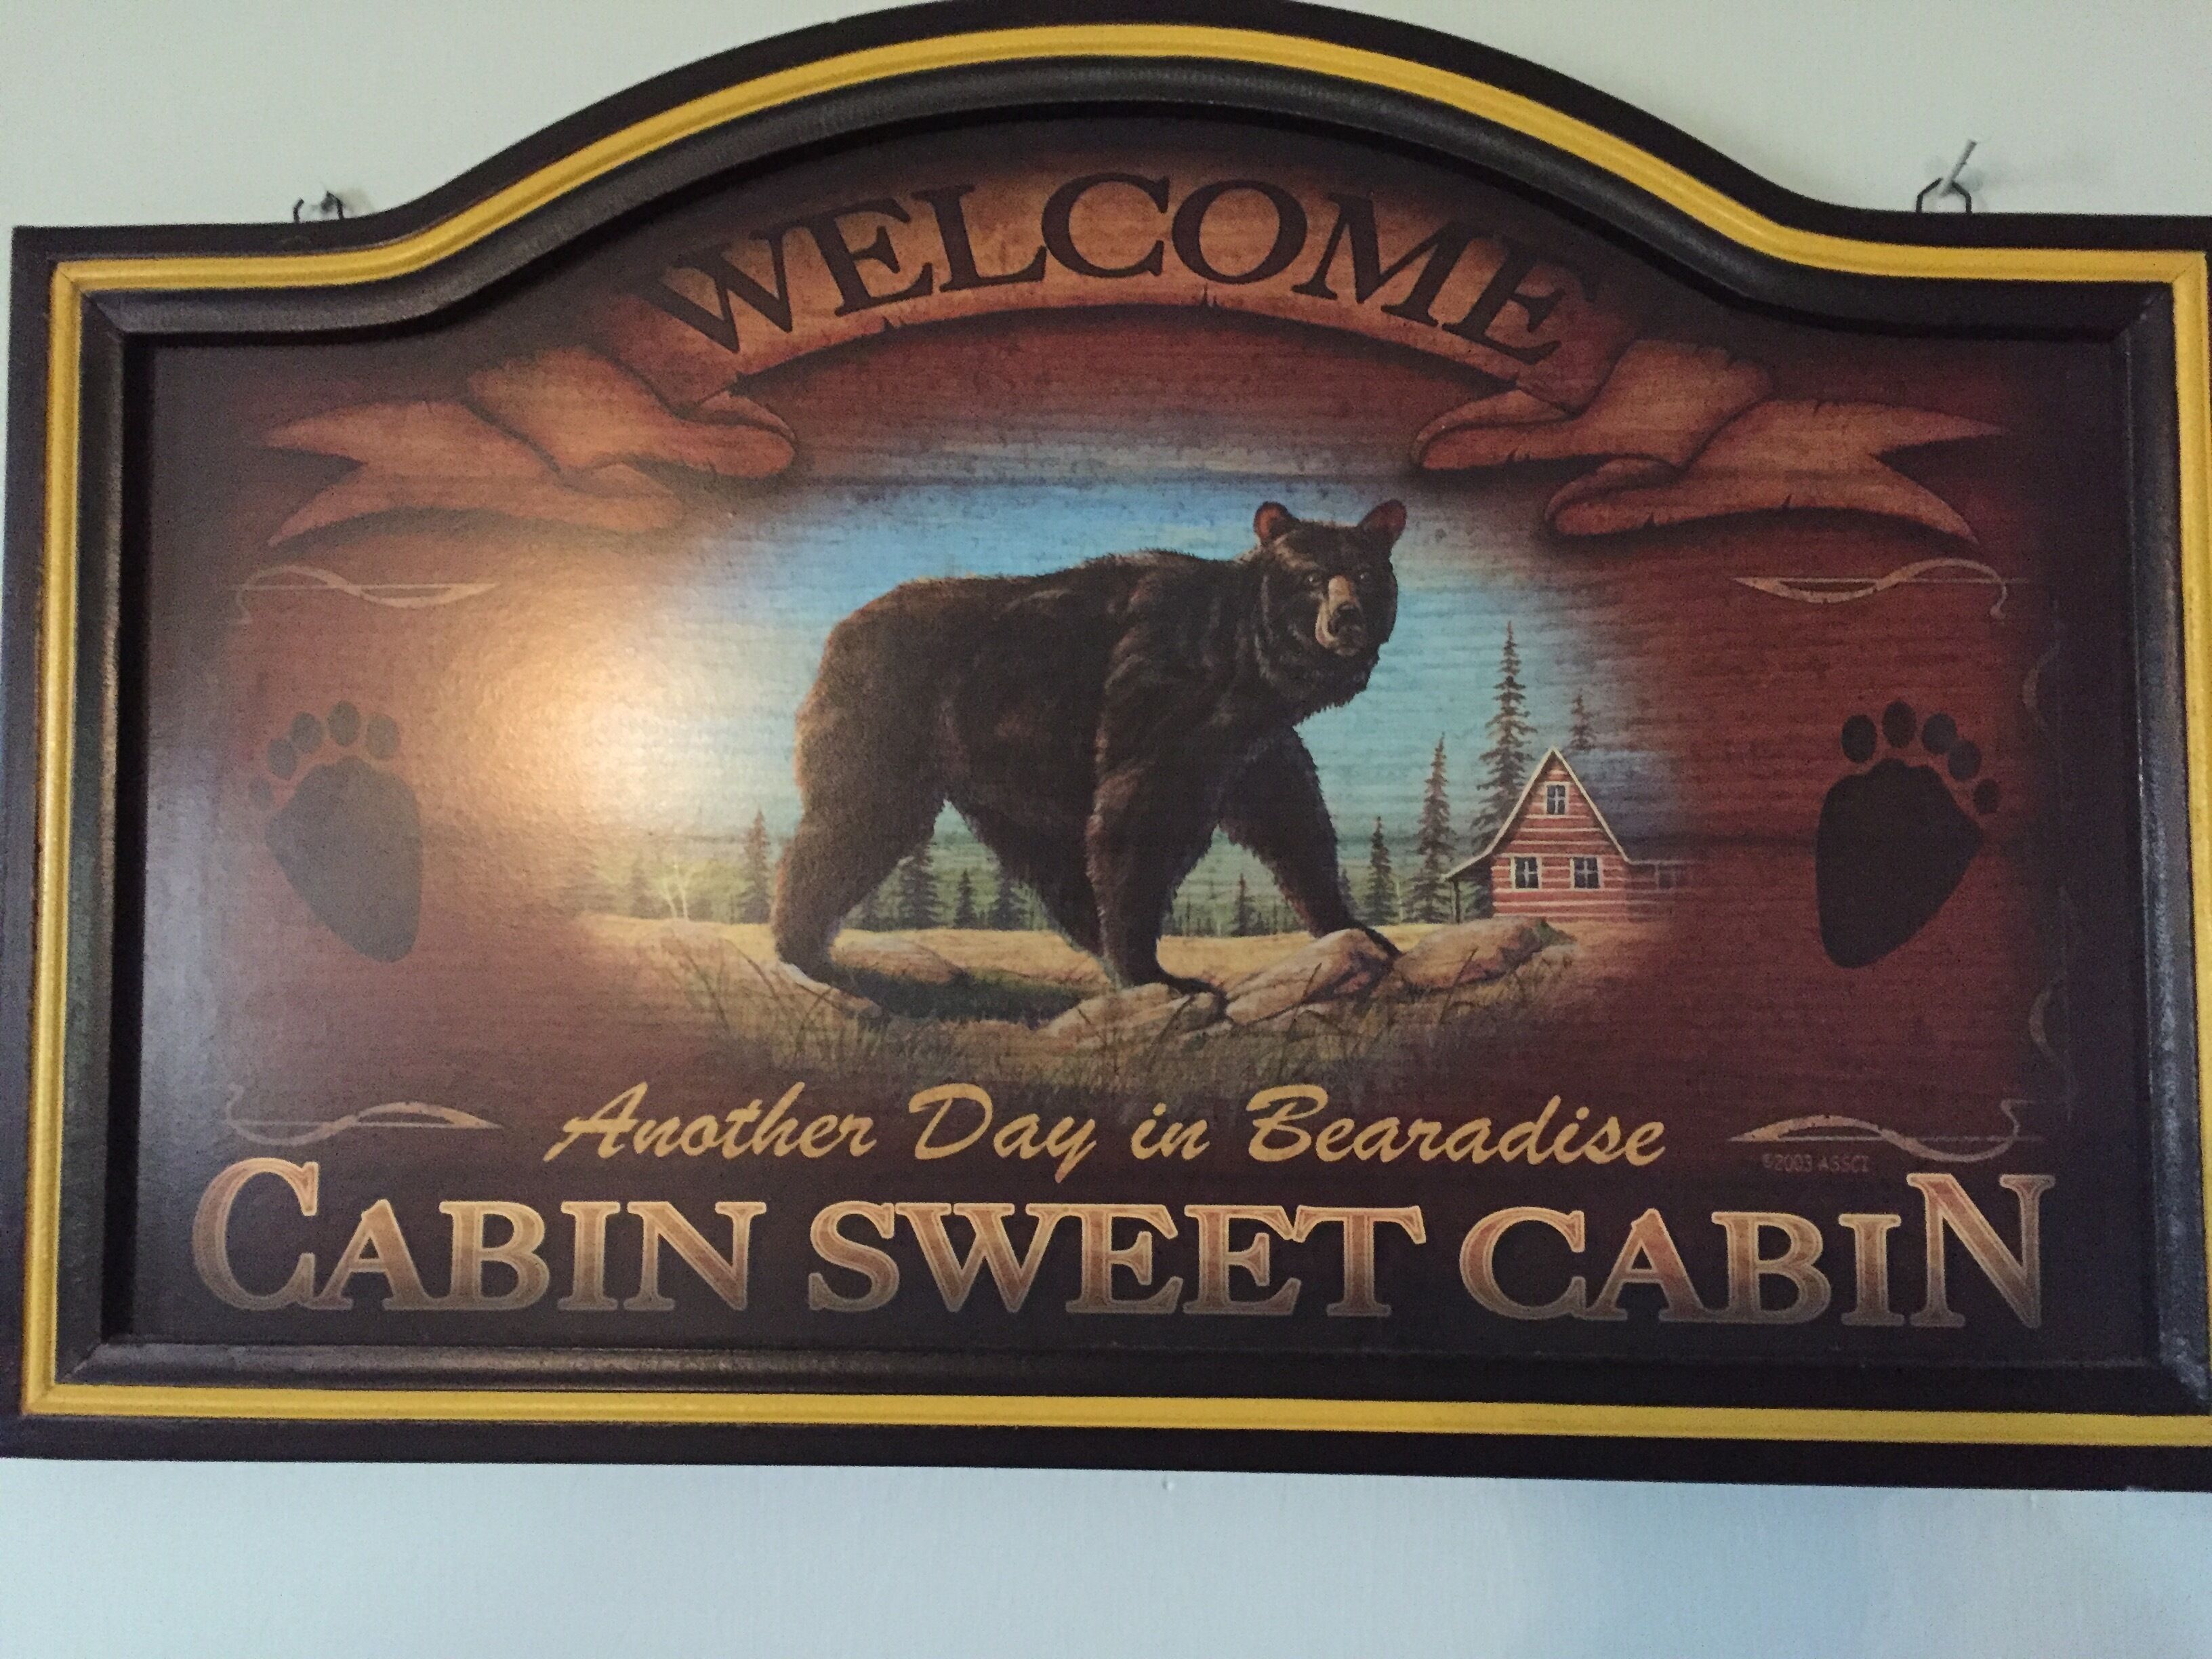 WELCOME
Another Day in Bearadise
©2003 ASSCI
CABIN SWEET CABIN